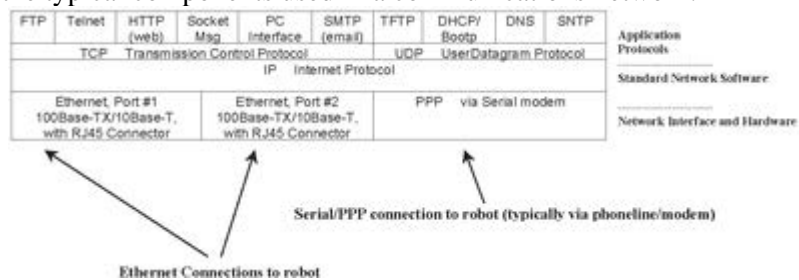 FTP Telnet HTTP (web) Socket Msg PC Interface SMTP (email) TFTP DHCP/ Bootp DNS SNTP
Application Protocols
TCP Transmission Control Protocol UDP UserDatagram Protocol
IP Internet Protocol
Standard Network Software
Ethernet, Port #1 100Base-TX/10Base-T, with RJ45 Connector
Ethernet, Port #2 100Base-TX/10Base-T, with RJ45 Connector
PPP via Serial modem
Network Interface and Hardware
Serial/PPP connection to robot (typically via phoneline/modem)
Ethernet Connections to robot